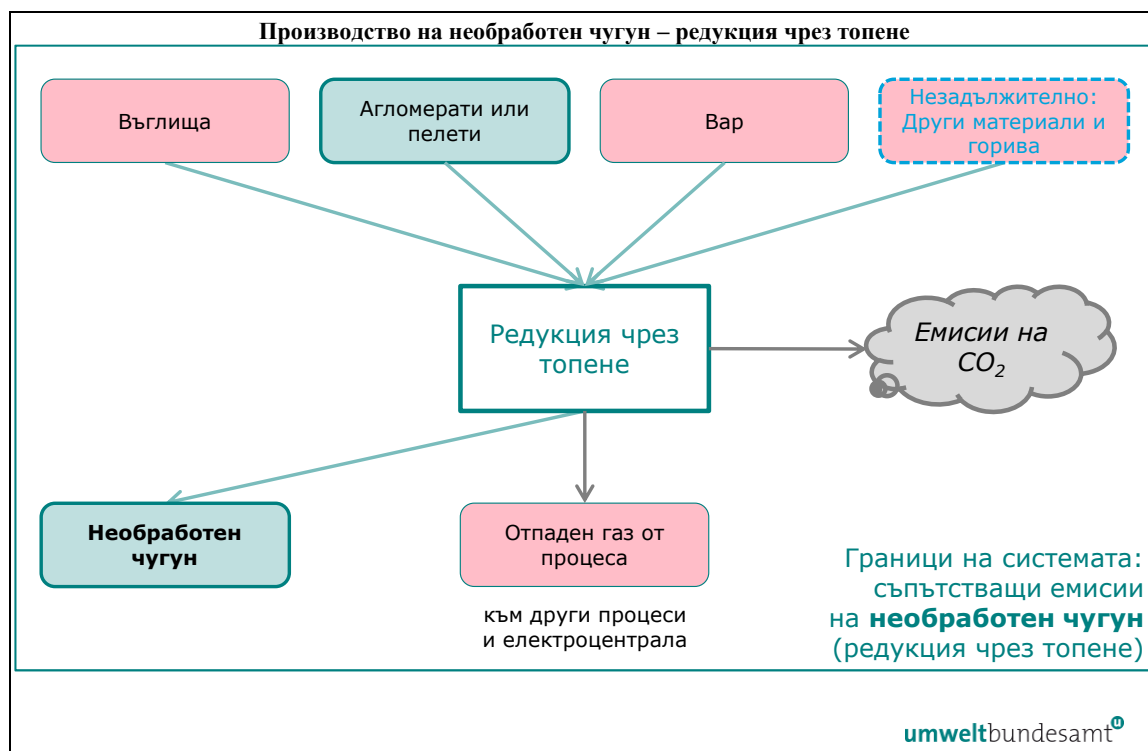 Производство на необработен чугун – редукция чрез топене
Въглища
Агломерати или
пелети
Вар
Незадължително:
Други материали и
горива
Редукция чрез
топене
Емисии на
CO₂
Необработен
чугун
Отпаден газ от
процеса
към други процеси
и електроцентрала
Граници на системата:
съпътстващи емисии
на необработен чугун
(редукция чрез топене)
umweltbundesamt ᵘ